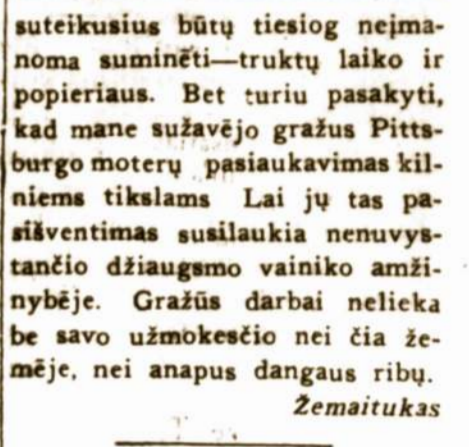 suteikusius būtų tiesiog neįma-
noma suminėti—truktų laiko ir
popieriaus. Bet turiu pasakyti,
kad mane sužavėjo gražus Pitts-
burgo moterų pasiaukavimas kil-
niems tikslams Lai jų tas pa-
sišventimas susilaukia nenuvys-
tančio džiaugsmo vainiko amži-
nybėje. Gražūs darbai nelieka
be savo užmokesčio nei čia že-
mėje, nei anapus dangaus ribų.
Žemaitukas